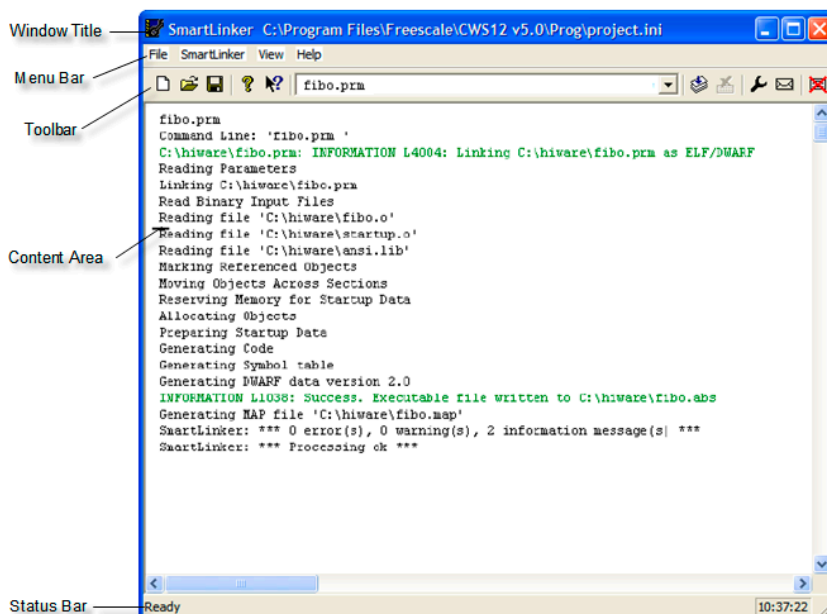 Window Title
SmartLinker C:\Program Files\Freescale\CWS12 v5.0\Prog\project.ini
Menu Bar
File SmartLinker View Help
Toolbar
fibo.prm
Content Area
fibo.prm
Command Line: 'fibo.prm '
C:\hiware\fibo.prm: INFORMATION L4004: Linking C:\hiware\fibo.prm as ELF/DWARF
Reading Parameters
Linking C:\hiware\fibo.prm
Read Binary Input Files
Reading file 'C:\hiware\fibo.o'
Reading file 'C:\hiware\startup.o'
Reading file 'C:\hiware\ansi.lib'
Marking Referenced Objects
Moving Objects Across Sections
Reserving Memory for Startup Data
Allocating Objects
Preparing Startup Data
Generating Code
Generating Symbol table
Generating DWARF data version 2.0
INFORMATION L1038: Success. Executable file written to C:\hiware\fibo.abs
Generating MAP file 'C:\hiware\fibo.map'
SmartLinker: *** 0 error(s), 0 warning(s), 2 information message(s| ***
SmartLinker: *** Processing ok ***
Status Bar
Ready
10:37:22